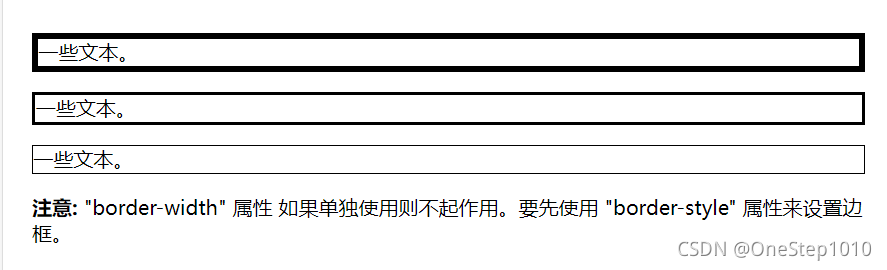 一些文本。
一些文本。
一些文本。
注意: "border-width" 属性 如果单独使用则不起作用。要先使用 "border-style" 属性来设置边
框。
CSDN @OneStep1010